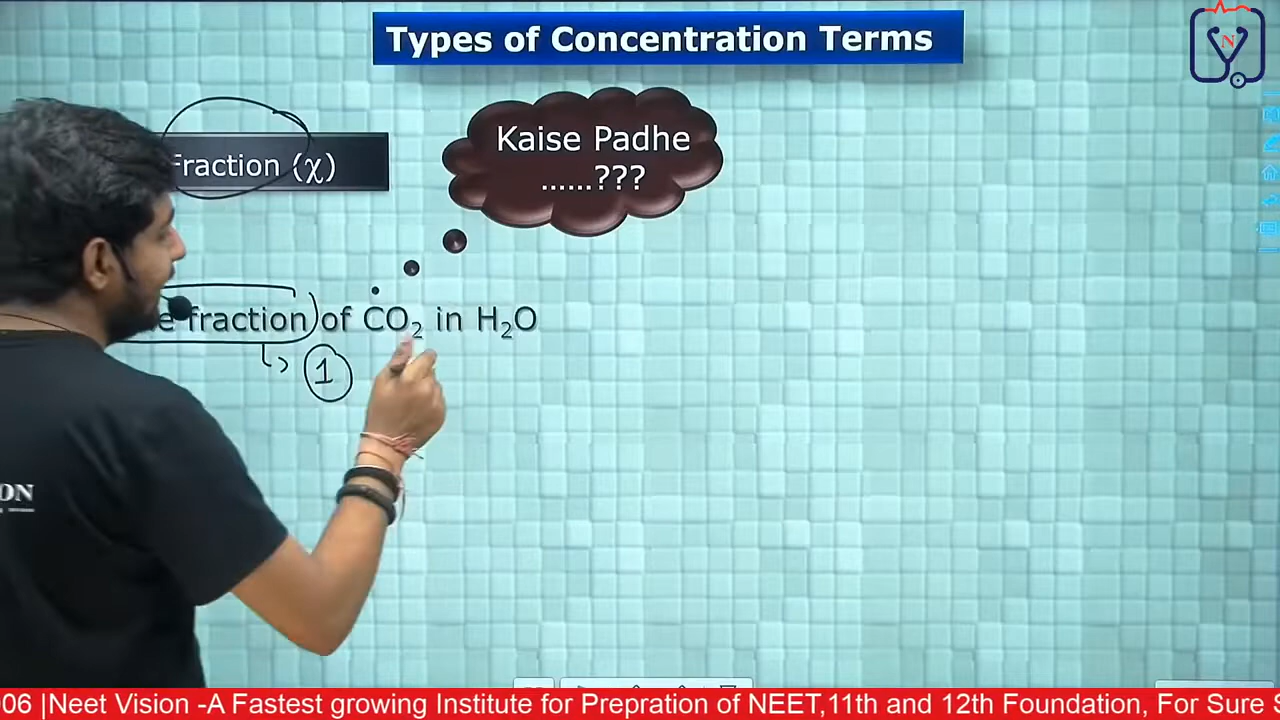 Types of Concentration Terms
N
Fraction (χ)
Kaise Padhe
......???
fraction) of CO₂ in H₂O
1
ON
06 |Neet Vision -A Fastest growing Institute for Prepration of NEET,11th and 12th Foundation, For Sure S